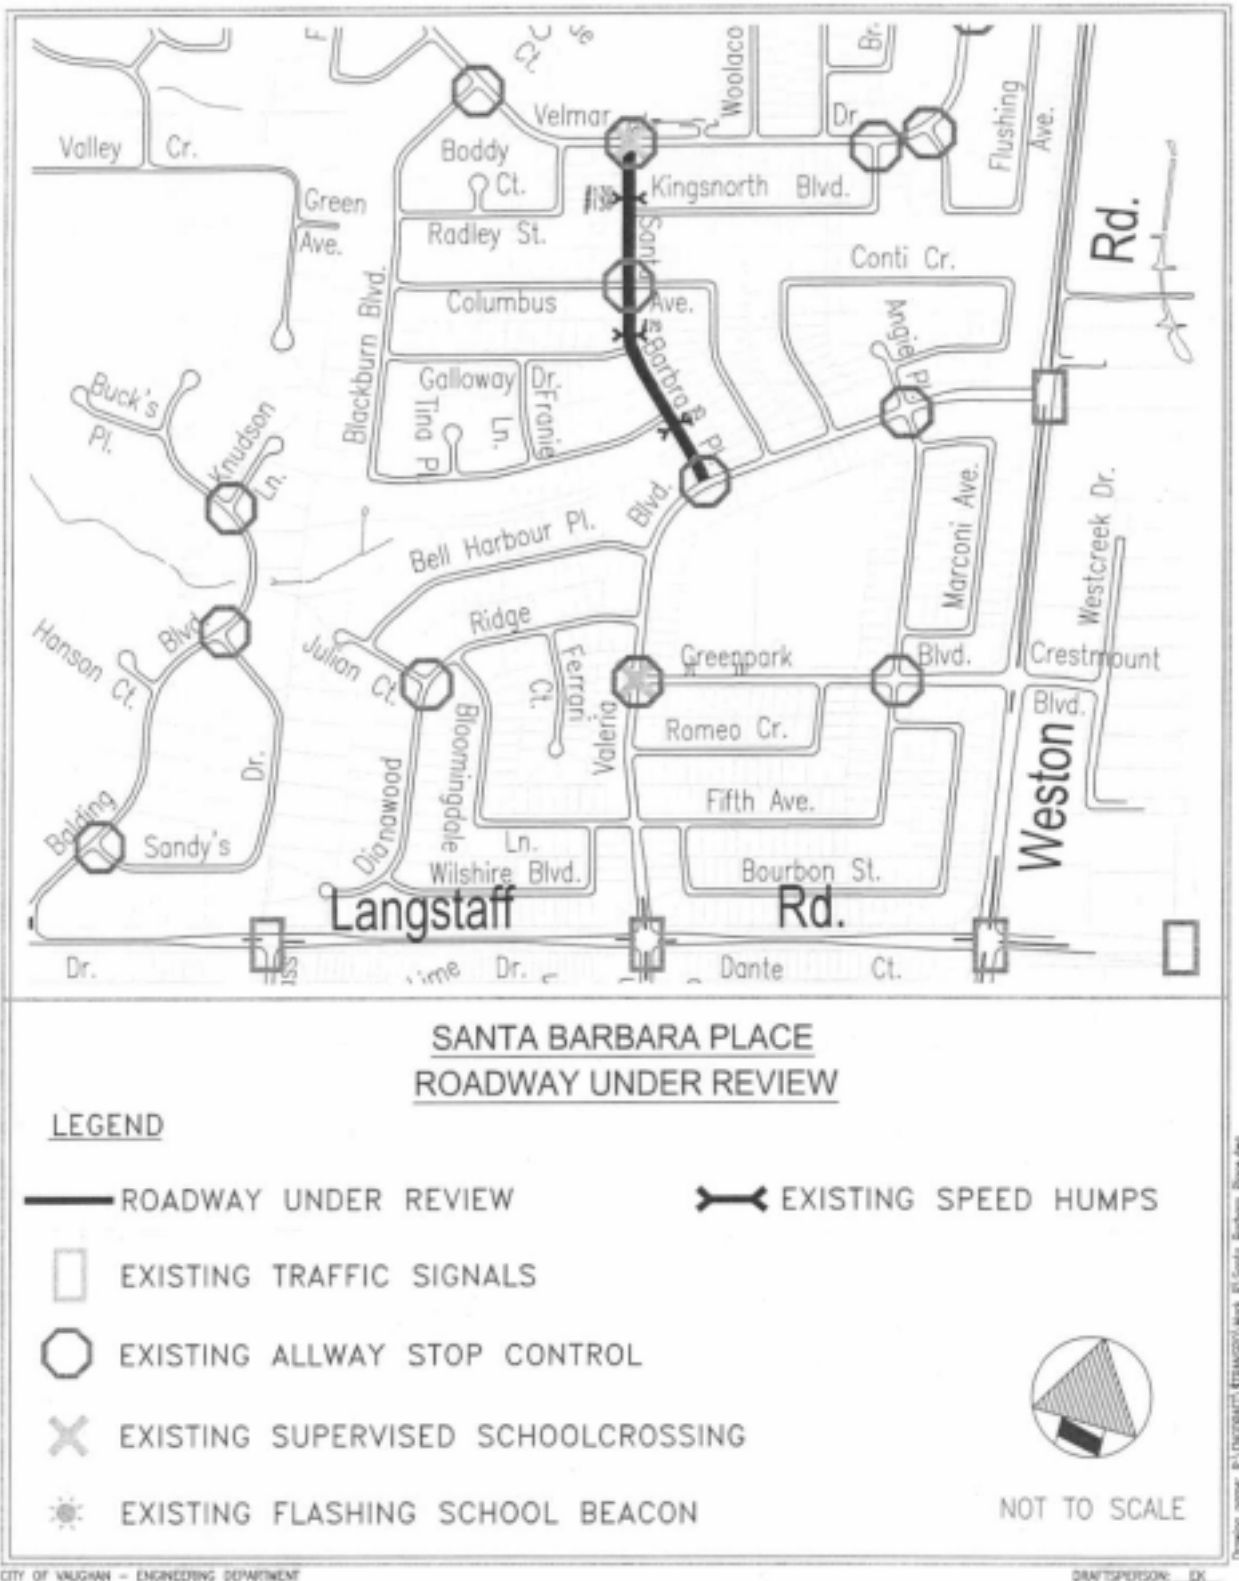 F
Ct.
Woolaco
Br.
Velmar
Dr
Flushing
Ave.
Valley Cr.
Boddy
Ct.
Kingsnorth Blvd.
Green
Ave.
Radley St.
Santa
Rd.
Conti Cr.
Columbus Ave.
Blackburn Blvd.
Angie Pl
Barbra Pl.
Buck's
Pl.
Galloway Dr.
Tina Pl
Franie
Ln.
Knudson
Ln.
Blvd.
Marconi Ave.
Westcreek Dr.
Bell Harbour Pl.
Ridge
Hanson Ct.
Blvd
Julian Ct.
Ferrari
Ct.
Greenpark Blvd.
Crestmount
Blvd.
Valeria
Romeo Cr.
Bloomingdale
Ln.
Dianawood
Dr.
Fifth Ave.
Weston
Balding
Sandy's
Wilshire Blvd.
Bourbon St.
Langstaff Rd.
Dr.
ss
Lime Dr.
Dante Ct.
SANTA BARBARA PLACE
ROADWAY UNDER REVIEW
LEGEND
ROADWAY UNDER REVIEW
EXISTING SPEED HUMPS
EXISTING TRAFFIC SIGNALS
EXISTING ALLWAY STOP CONTROL
EXISTING SUPERVISED SCHOOLCROSSING
EXISTING FLASHING SCHOOL BEACON
NOT TO SCALE
CITY OF VAUGHAN - ENGINEERING DEPARTMENT
DRAFTSPERSON: EK